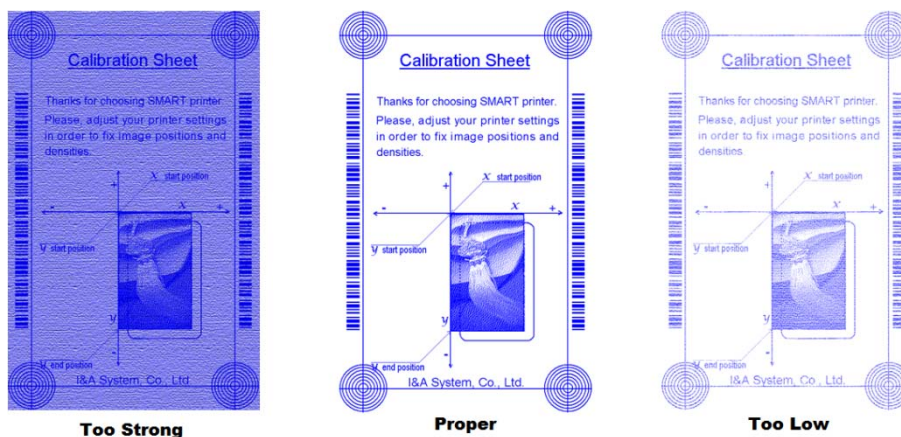 Calibration Sheet
Thanks for choosing SMART printer.
Please, adjust your printer settings
in order to fix image positions and
densities.
x start position
+
- x +
y start position
y
-
y end position
I&A System, Co., Ltd.
Too Strong
Calibration Sheet
Thanks for choosing SMART printer.
Please, adjust your printer settings
in order to fix image positions and
densities.
x start position
+
- x +
y start position
y
-
y end position
I&A System, Co., Ltd.
Proper
Calibration Sheet
Thanks for choosing SMART printer.
Please, adjust your printer settings
in order to fix image positions and
densities.
x start position
+
- x +
y start position
y
-
y end position
I&A System, Co., Ltd.
Too Low